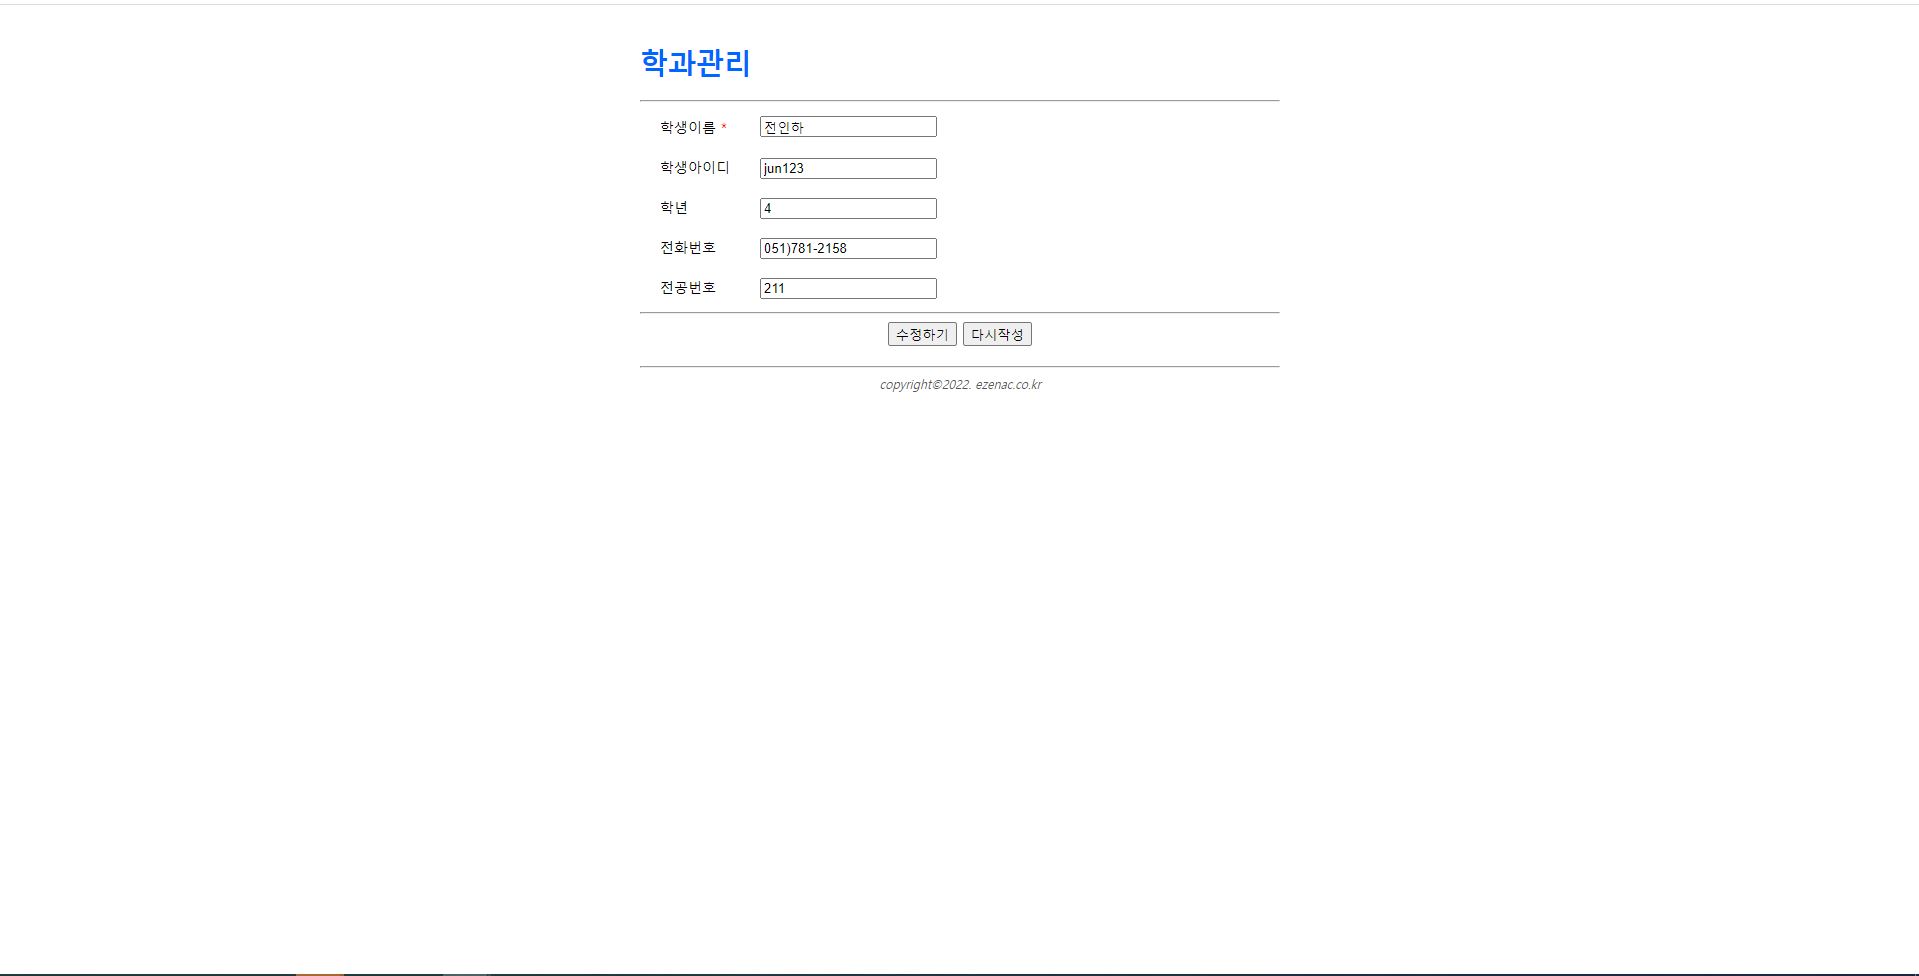 학과관리
학생이름 * 전인하
학생아이디 jun123
학년 4
전화번호 051)781-2158
전공번호 211
수정하기 다시작성
copyright©2022. ezenac.co.kr